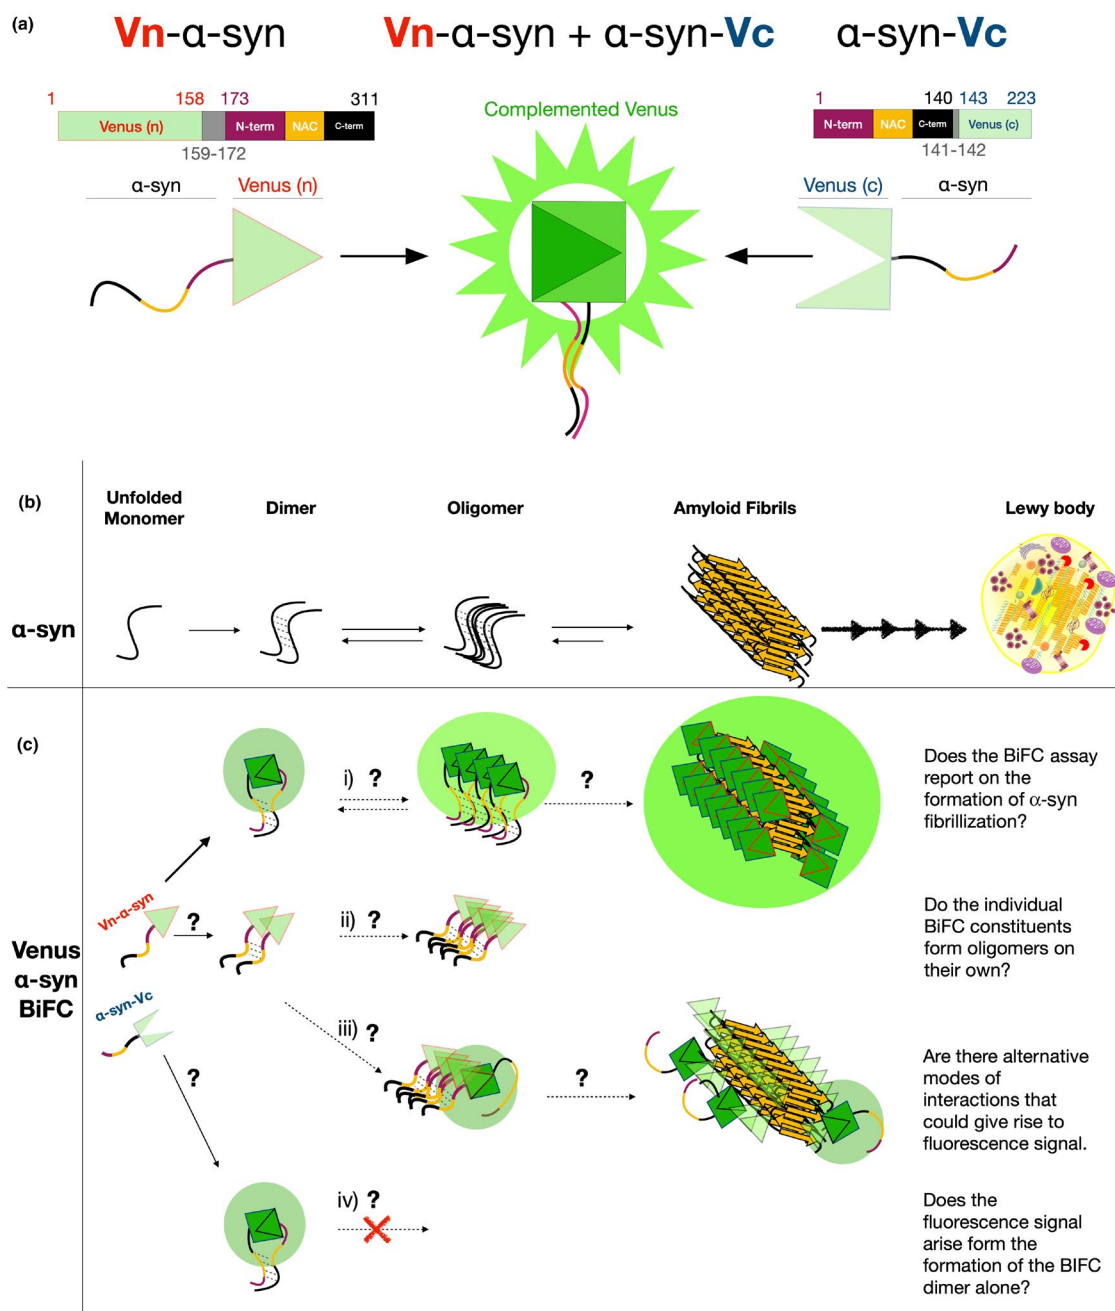 (a)
Vn-α-syn
Vn-α-syn + α-syn-Vc
α-syn-Vc
1 158 173 311
Venus (n) N-term NAC C-term
159-172
α-syn Venus (n)
Complemented Venus
1 140 143 223
N-term NAC C-term Venus (c)
141-142
Venus (c) α-syn
(b)
Unfolded
Monomer
Dimer
Oligomer
Amyloid Fibrils
Lewy body
α-syn
(c)
Venus
α-syn
BiFC
Vn-α-syn
α-syn-Vc
?
?
i) ?
?
Does the BiFC assay
report on the
formation of α-syn
fibrillization?
ii) ?
Do the individual
BiFC constituents
form oligomers on
their own?
iii) ?
?
Are there alternative
modes of
interactions that
could give rise to
fluorescence signal.
iv) ?
Does the
fluorescence signal
arise form the
formation of the BIFC
dimer alone?